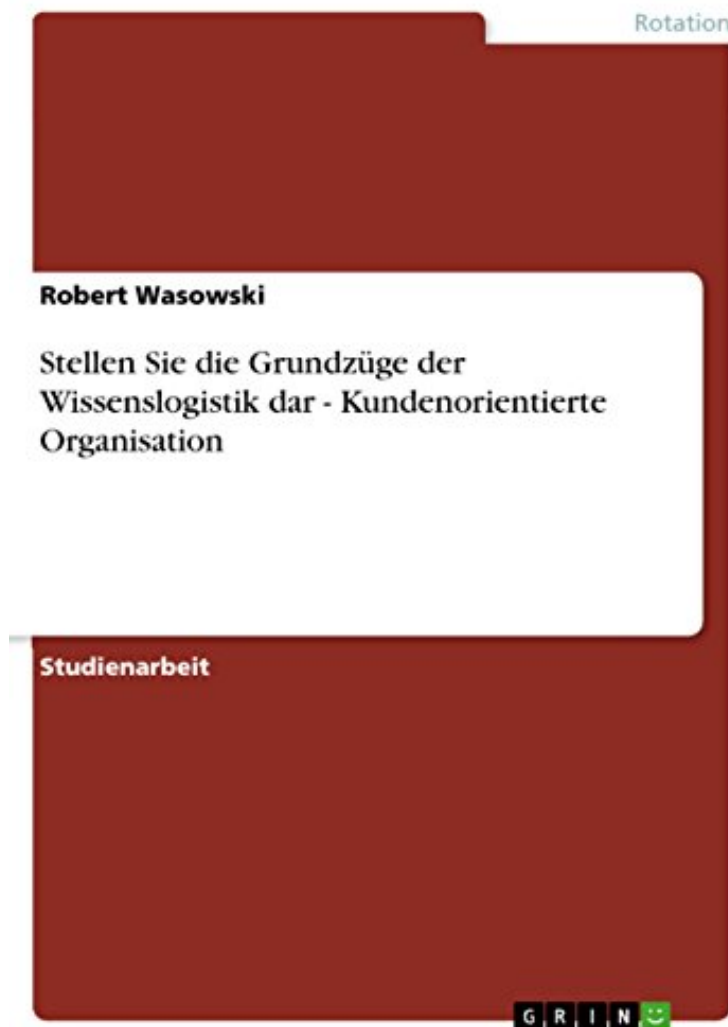 Rotation
Robert Wasowski
Stellen Sie die Grundzüge der
Wissenslogistik dar - Kundenorientierte
Organisation
Studienarbeit
GRIN